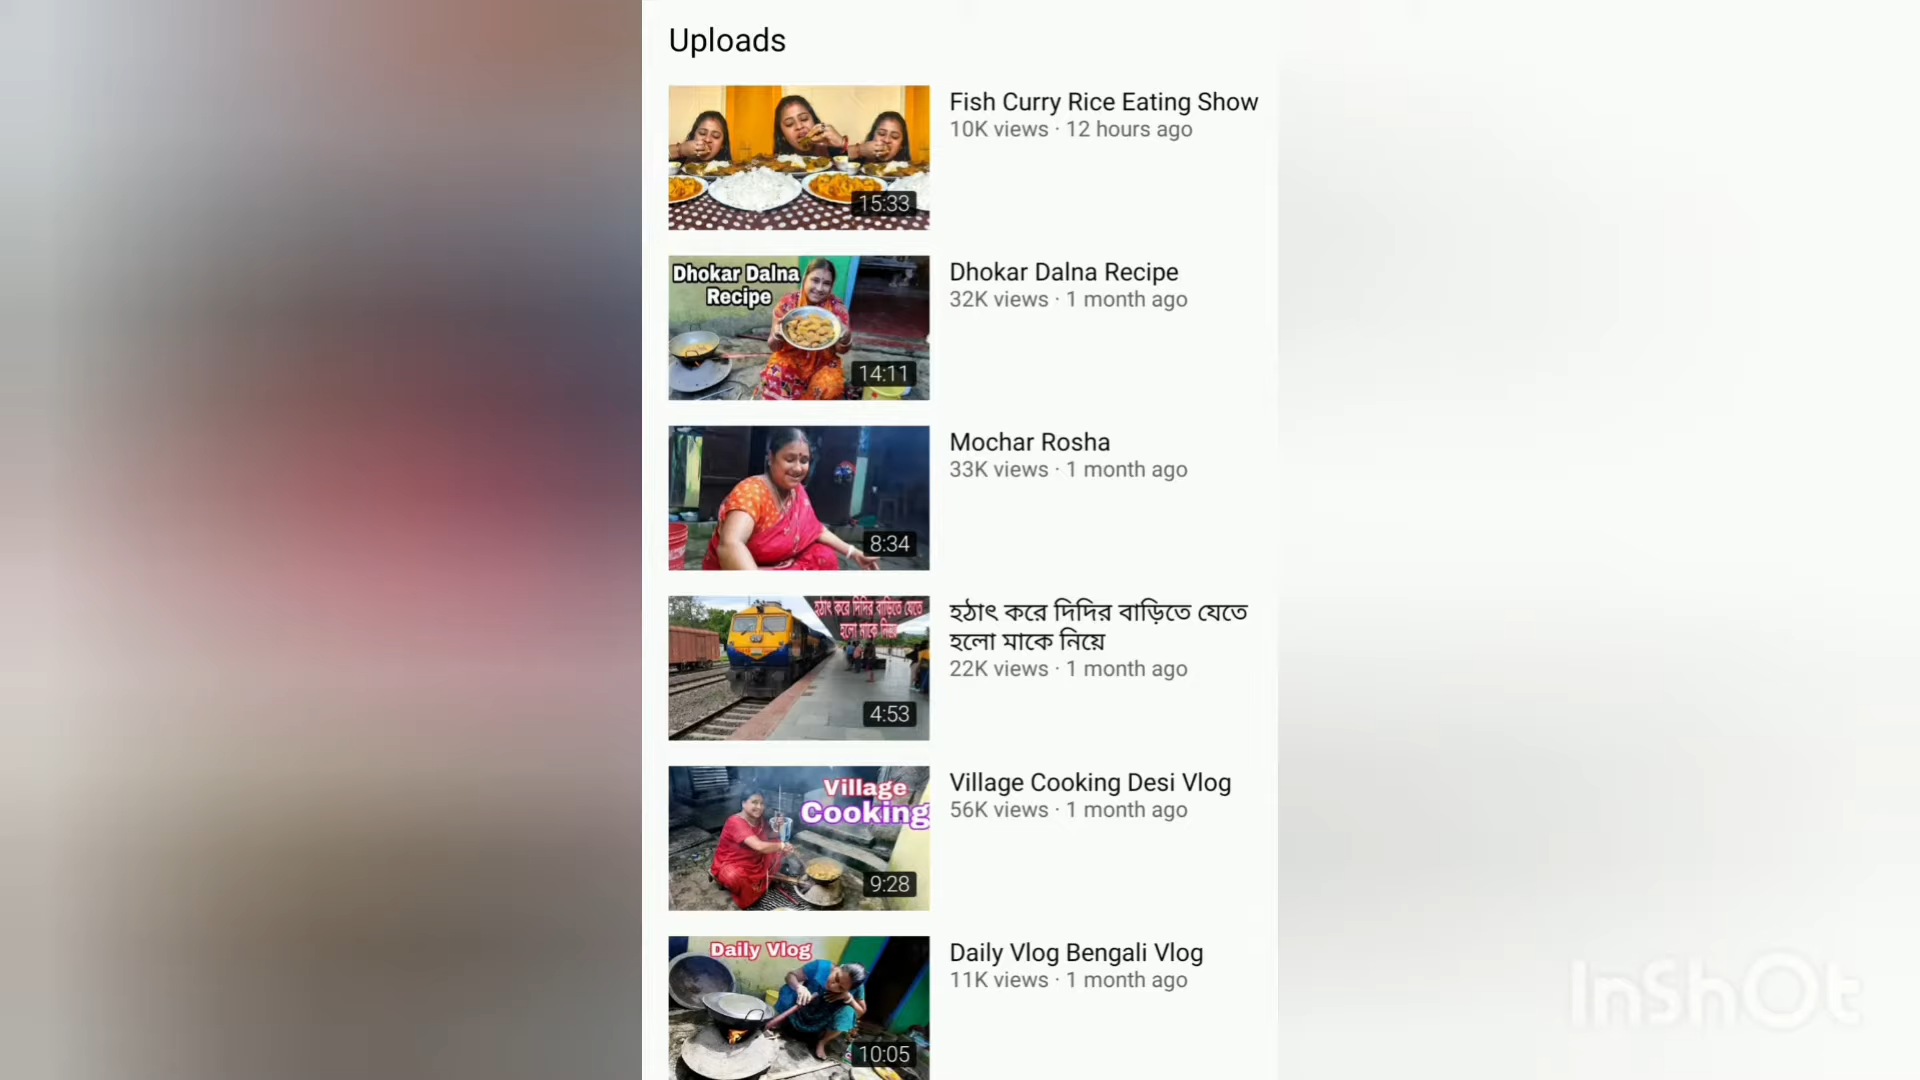 Uploads
Fish Curry Rice Eating Show
10K views · 12 hours ago
15:33
Dhokar Dalna
Recipe
14:11
Dhokar Dalna Recipe
32K views · 1 month ago
8:34
Mochar Rosha
33K views · 1 month ago
হঠাৎ করে দিদির বাড়িতে যেতে
হলো মাকে নিয়ে
4:53
হঠাৎ করে দিদির বাড়িতে যেতে
হলো মাকে নিয়ে
22K views · 1 month ago
Village
Cooking
9:28
Village Cooking Desi Vlog
56K views · 1 month ago
Daily Vlog
10:05
Daily Vlog Bengali Vlog
11K views · 1 month ago
InShOt